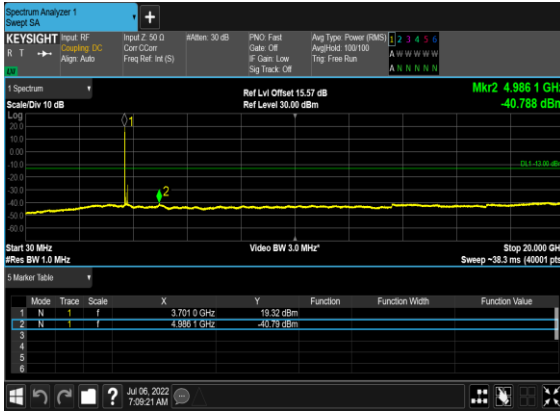 Spectrum Analyzer 1
Swept SA
KEYSIGHT Input: RF Input Z: 50 Ω #Atten: 30 dB PNO: Fast Avg Type: Power (RMS) 1 2 3 4 5 6
R T Coupling: DC Corr CCorr Gate: Off Avg|Hold: 100/100 A W W W W W
Align: Auto Freq Ref: Int (S) IF Gain: Low Trig: Free Run
Sig Track: Off A N N N N N
1 Spectrum
Ref Lvl Offset 15.57 dB Mkr2 4.986 1 GHz
Scale/Div 10 dB Ref Level 30.00 dBm -40.788 dBm
Log
20.0
10.0
0.00
-10.0
DL1 -13.00 dBm
-20.0
-30.0
-40.0
-50.0
-60.0
1
2
Start 30 MHz Video BW 3.0 MHz* Stop 20.000 GHz
#Res BW 1.0 MHz Sweep ~38.3 ms (40001 pts)
5 Marker Table
Mode Trace Scale X Y Function Function Width Function Value
1 N 1 f 3.701 0 GHz 19.32 dBm
2 N 1 f 4.986 1 GHz -40.79 dBm
3
4
5
6
Jul 06, 2022
7:09:21 AM